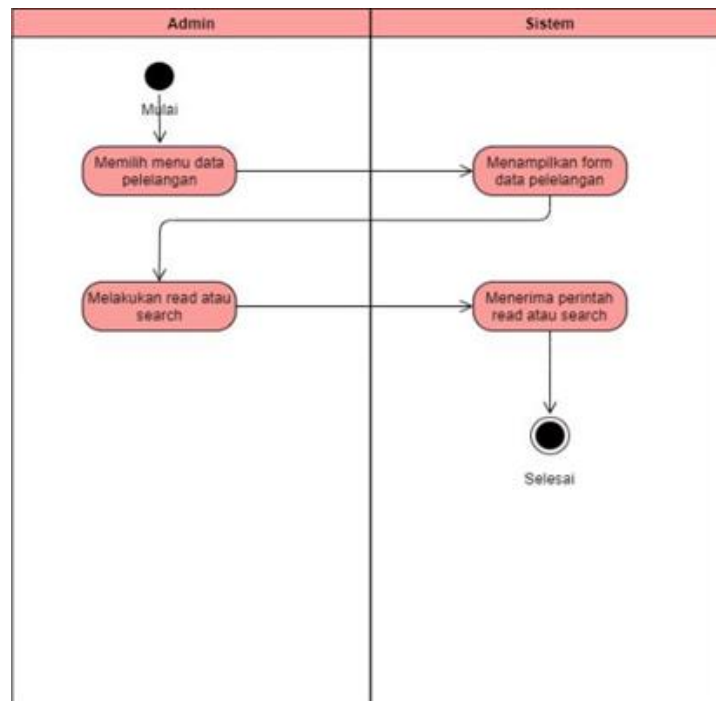 Admin
Sistem
Mulai
Memilih menu data
pelelangan
Menampilkan form
data pelelangan
Melakukan read atau
search
Menerima perintah
read atau search
Selesai